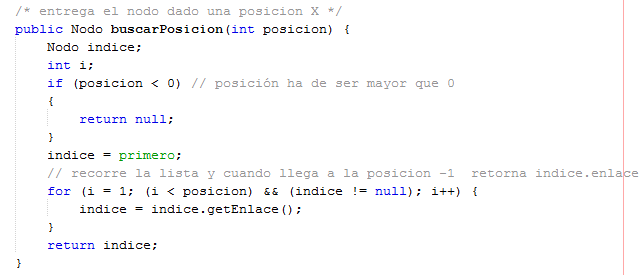 /* entrega el nodo dado una posicion X */
public Nodo buscarPosicion(int posicion) {
Nodo indice;
int i;
if (posicion < 0) // posición ha de ser mayor que 0
{
return null;
}
indice = primero;
// recorre la lista y cuando llega a la posicion -1  retorna indice.enlace
for (i = 1; (i < posicion) && (indice != null); i++) {
indice = indice.getEnlace();
}
return indice;
}